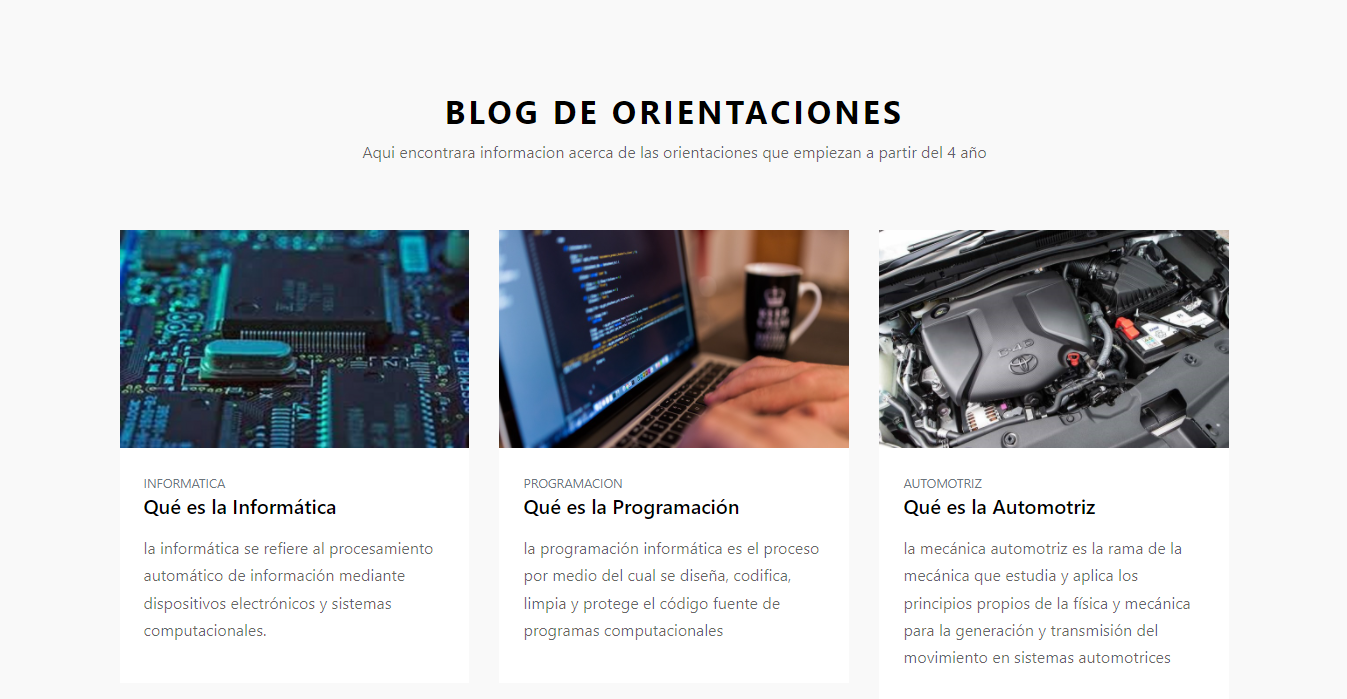 BLOG DE ORIENTACIONES
Aqui encontrara informacion acerca de las orientaciones que empiezan a partir del 4 año
INFORMATICA
Qué es la Informática
la informática se refiere al procesamiento
automático de información mediante
dispositivos electrónicos y sistemas
computacionales.
PROGRAMACION
Qué es la Programación
la programación informática es el proceso
por medio del cual se diseña, codifica,
limpia y protege el código fuente de
programas computacionales
AUTOMOTRIZ
Qué es la Automotriz
la mecánica automotriz es la rama de la
mecánica que estudia y aplica los
principios propios de la física y mecánica
para la generación y transmisión del
movimiento en sistemas automotrices